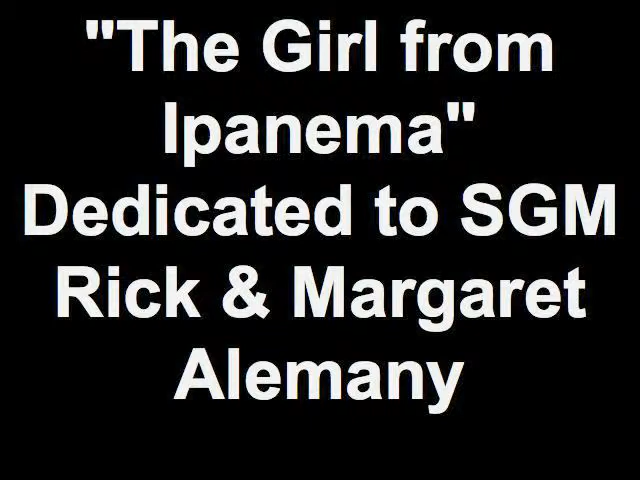 "The Girl from
Ipanema"
Dedicated to SGM
Rick & Margaret
Alemany